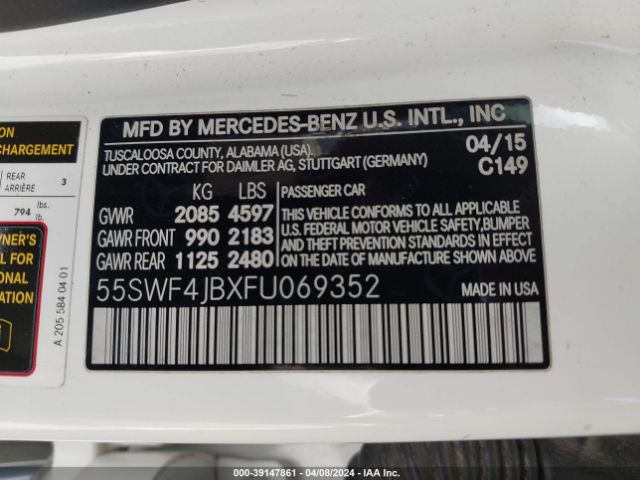 ON
CHARGEMENT
REAR
ARRIÈRE 3
794 lbs.
lb.
WNER'S
L FOR
ONAL
ATION
A 205 584 04 01
MFD BY MERCEDES-BENZ U.S. INTL., INC
TUSCALOOSA COUNTY, ALABAMA (USA). 04/15
UNDER CONTRACT FOR DAIMLER AG, STUTTGART (GERMANY) C149
KG LBS PASSENGER CAR
GVWR 2085 4597
GAWR FRONT 990 2183
GAWR REAR 1125 2480
THIS VEHICLE CONFORMS TO ALL APPLICABLE
U.S. FEDERAL MOTOR VEHICLE SAFETY,BUMPER
AND THEFT PREVENTION STANDARDS IN EFFECT
ON THE DATE OF MANUFACTURE SHOWN ABOVE.
55SWF4JBXFU069352 MADE IN USA
000-39147861 | 04/08/2024 | IAA Inc.